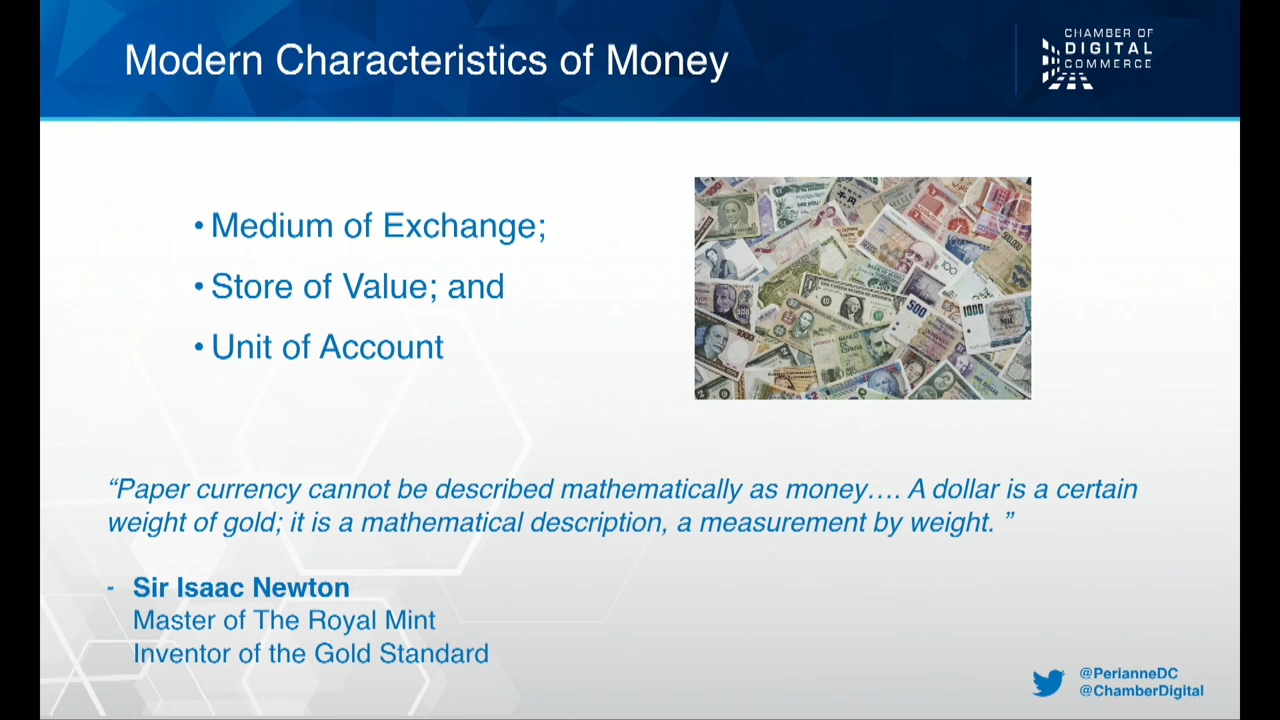 Modern Characteristics of Money
CHAMBER OF
DIGITAL
COMMERCE
• Medium of Exchange;
• Store of Value; and
• Unit of Account
“Paper currency cannot be described mathematically as money…. A dollar is a certain
weight of gold; it is a mathematical description, a measurement by weight. ”
- Sir Isaac Newton
Master of The Royal Mint
Inventor of the Gold Standard
@PerianneDC
@ChamberDigital